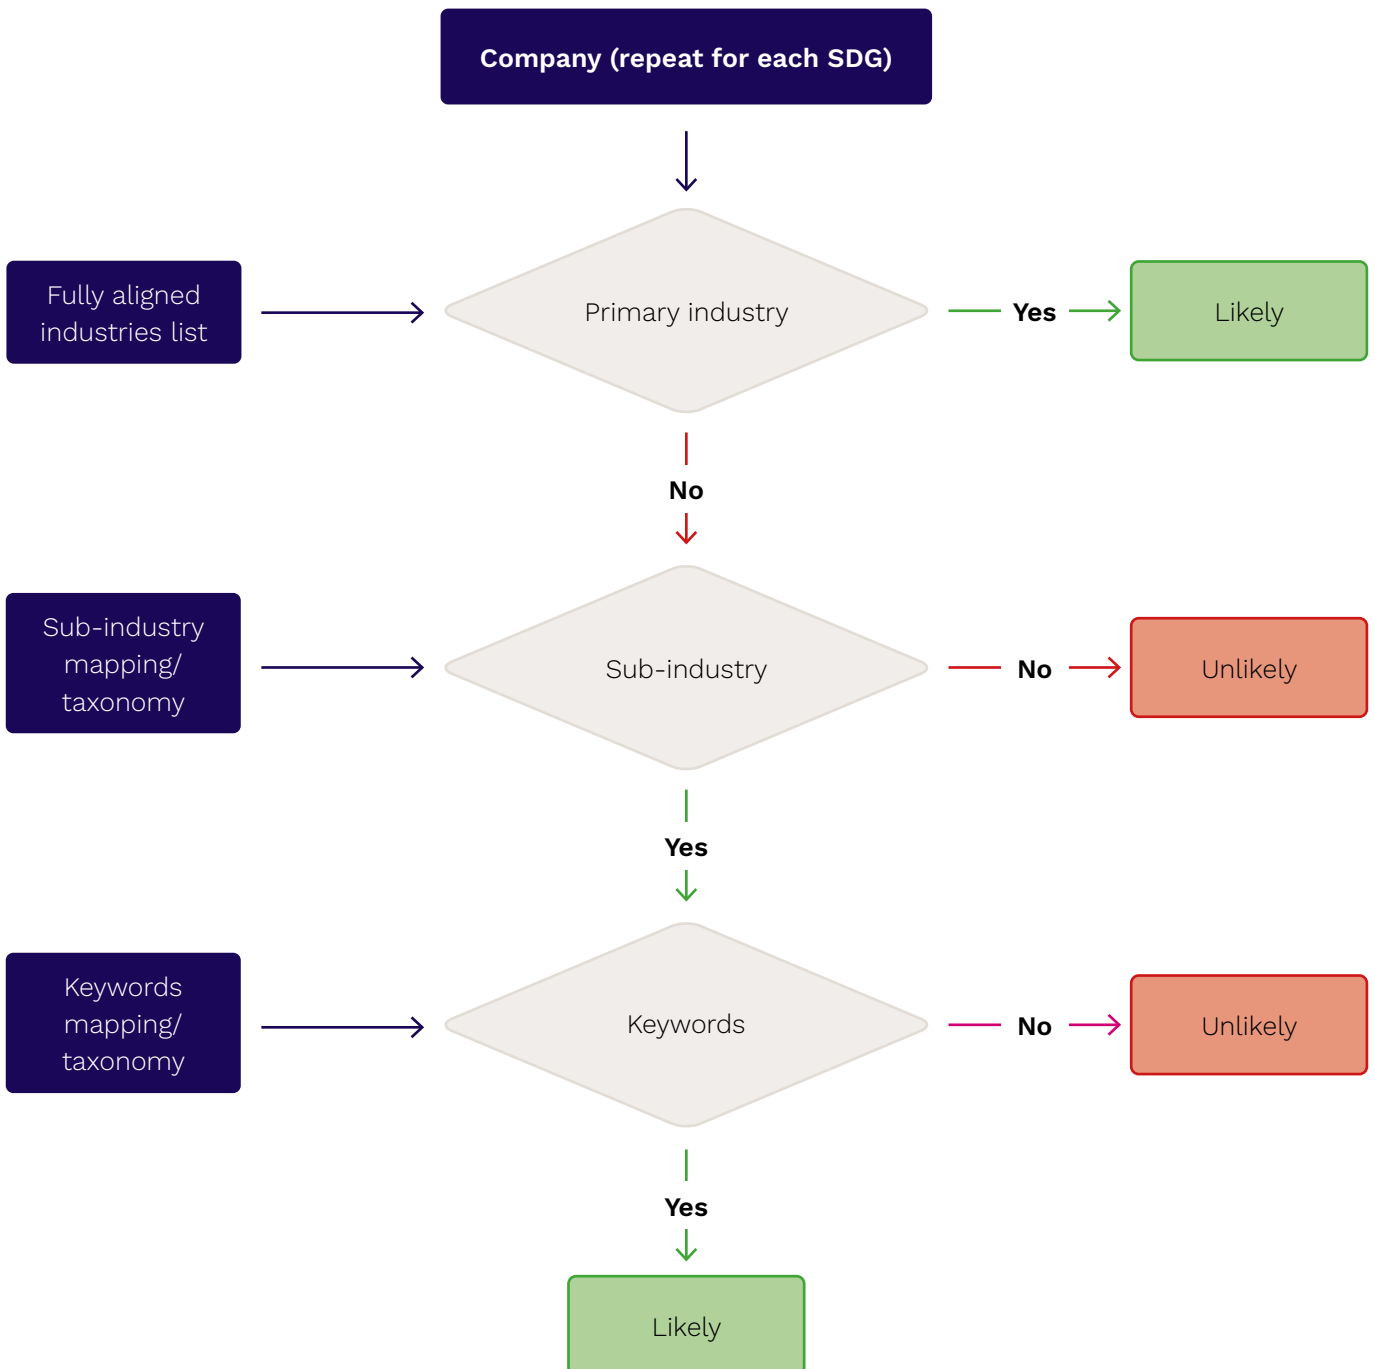 Company (repeat for each SDG)
Fully aligned
industries list
Primary industry
Yes
Likely
No
Sub-industry
mapping/
taxonomy
Sub-industry
No
Unlikely
Yes
Keywords
mapping/
taxonomy
Keywords
No
Unlikely
Yes
Likely